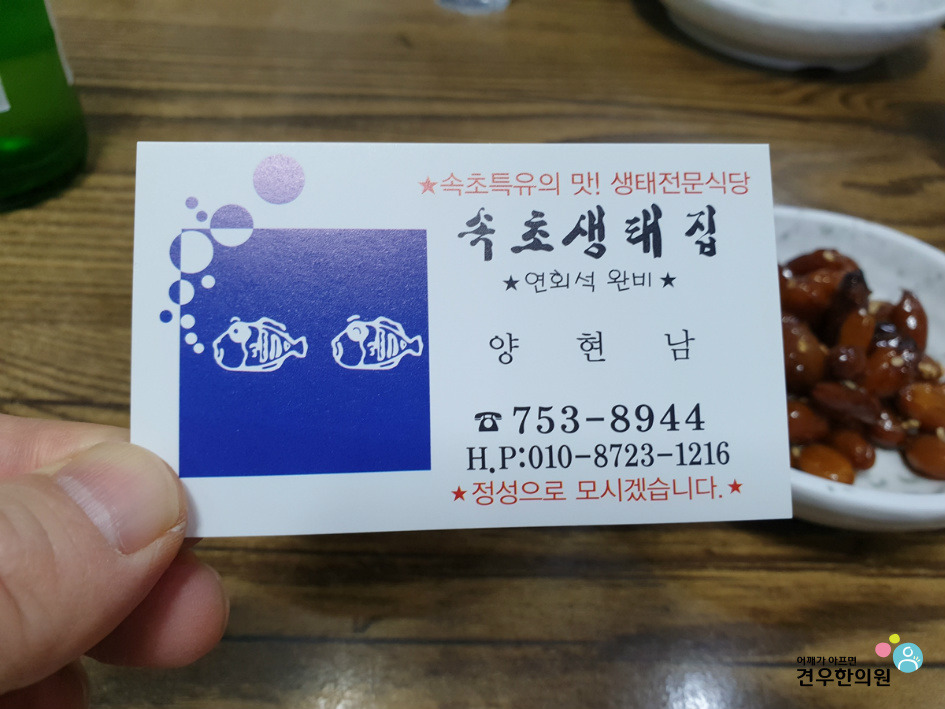 ★속초특유의 맛! 생태전문식당
속초생태집
★연회석 완비★
양 현 남
☎753-8944
H.P:010-8723-1216
★정성으로 모시겠습니다.★
어깨가 아프면
견우한의원